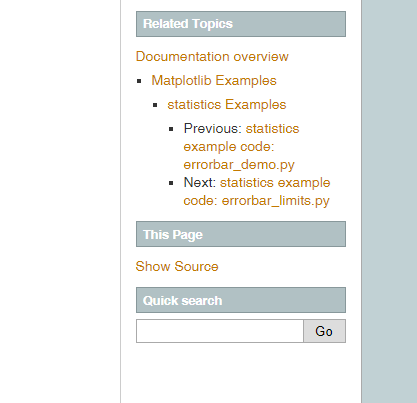 Related Topics
Documentation overview
Matplotlib Examples
statistics Examples
Previous: statistics
example code:
errorbar_demo.py
Next: statistics example
code: errorbar_limits.py
This Page
Show Source
Quick search
Go